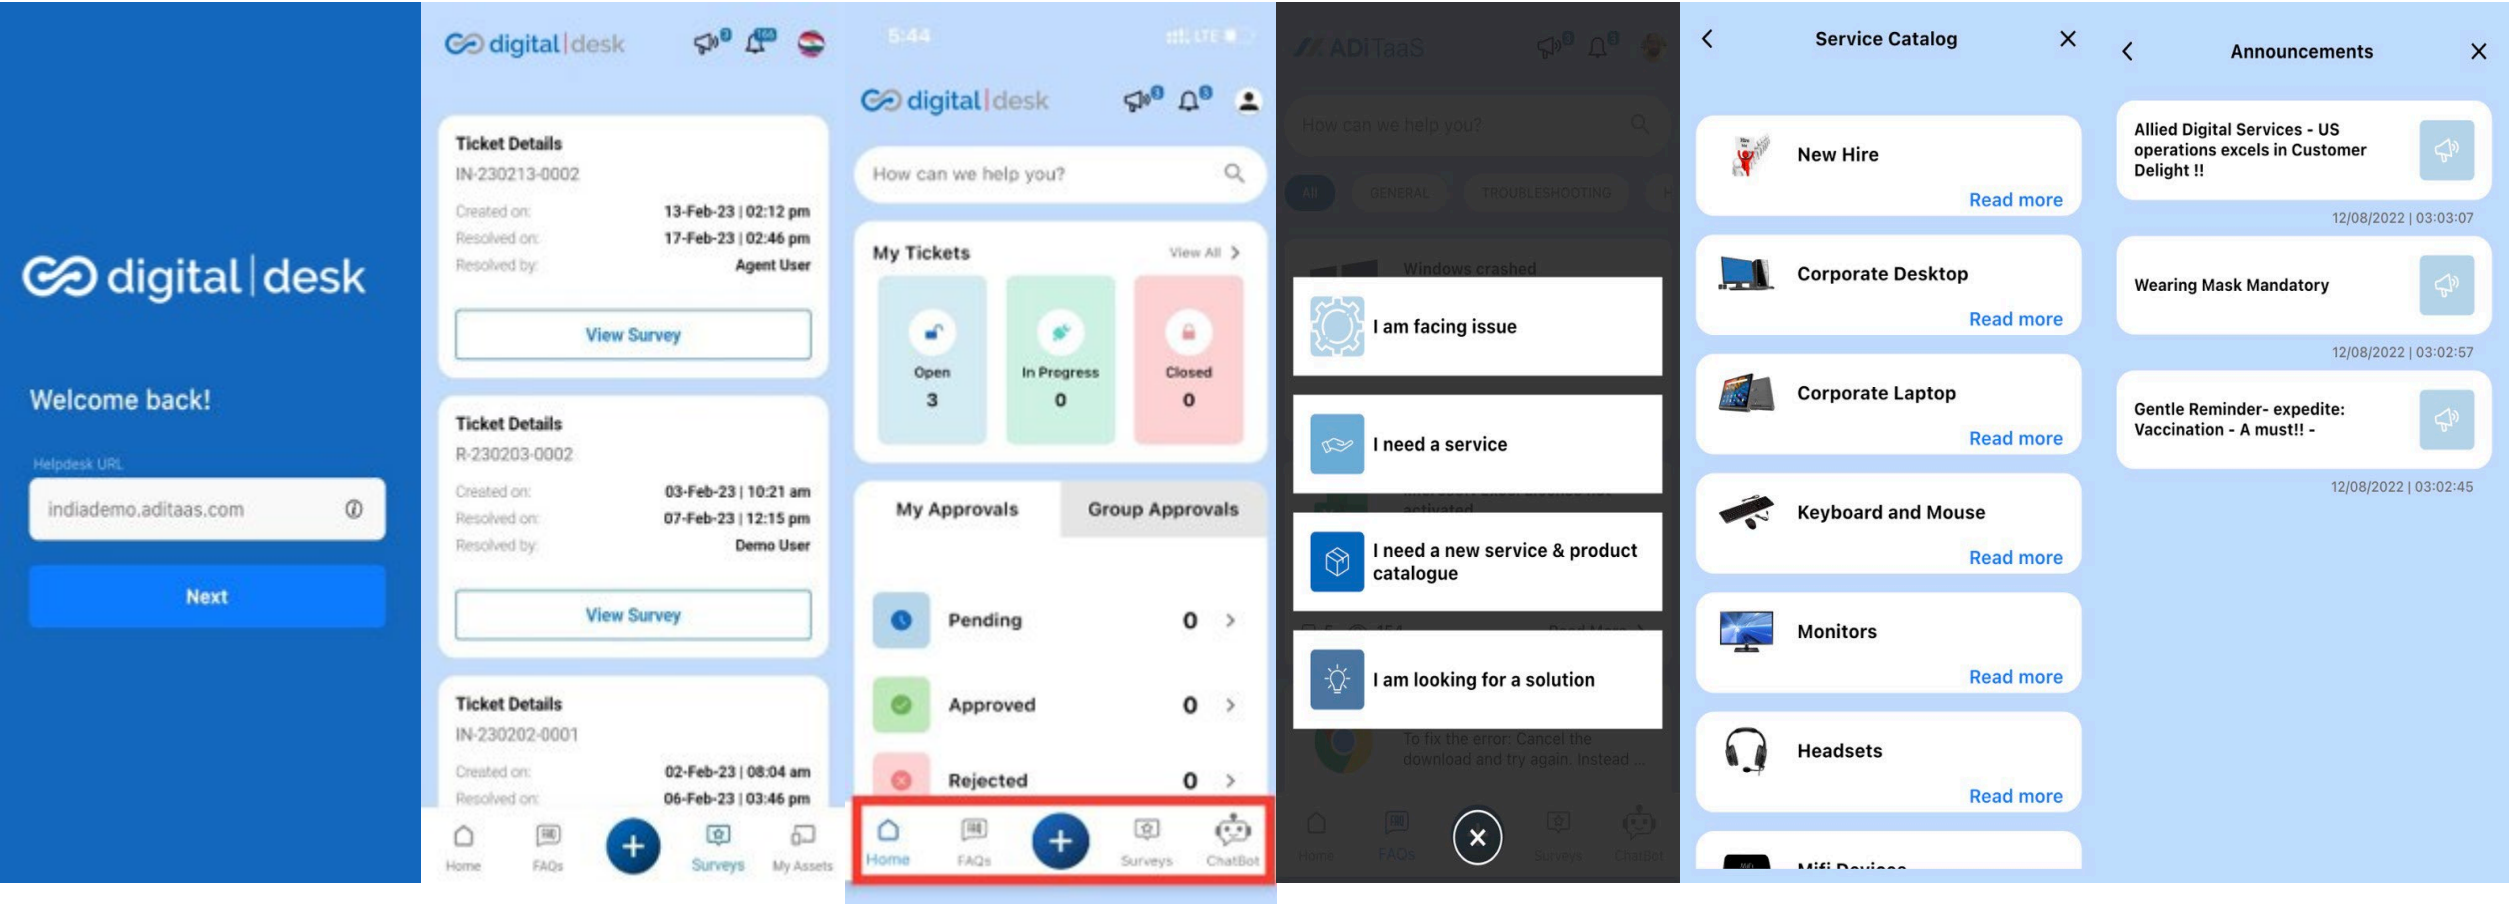 digital|desk
Welcome back!
Helpdesk URL
indiademo.aditaas.com
Next
digital|desk
3
166
Ticket Details
IN-230213-0002
Created on: 13-Feb-23 | 02:12 pm
Resolved on: 17-Feb-23 | 02:46 pm
Resolved by: Agent User
View Survey
Ticket Details
R-230203-0002
Created on: 03-Feb-23 | 10:21 am
Resolved on: 07-Feb-23 | 12:15 pm
Resolved by: Demo User
View Survey
Ticket Details
IN-230202-0001
Created on: 02-Feb-23 | 08:04 am
Resolved on: 06-Feb-23 | 03:46 pm
Home FAQs + Surveys My Assets
5:44 LTE
digital|desk
3 3
How can we help you?
My Tickets View All >
Open In Progress Closed
3 0 0
My Approvals Group Approvals
Pending 0 >
Approved 0 >
Rejected 0 >
Home FAQs + Surveys ChatBot
ADiTaaS
How can we help you?
All GENERAL TROUBLESHOOTING H
Windows crashed
I am facing issue
I need a service
activated
I need a new service & product
catalogue
154 Read More >
I am looking for a solution
To fix the error: Cancel the
download and try again. Instead ...
Home FAQs Surveys ChatBot
Service Catalog
New Hire
Read more
Corporate Desktop
Read more
Corporate Laptop
Read more
Keyboard and Mouse
Read more
Monitors
Read more
Headsets
Read more
Mifi Devices
Announcements
Allied Digital Services - US
operations excels in Customer
Delight !!
12/08/2022 | 03:03:07
Wearing Mask Mandatory
12/08/2022 | 03:02:57
Gentle Reminder- expedite:
Vaccination - A must!! -
12/08/2022 | 03:02:45